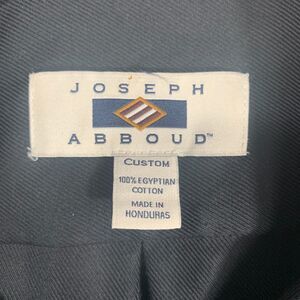 JOSEPH
ABBOUD™
CUSTOM
100% EGYPTIAN
COTTON
MADE IN
HONDURAS